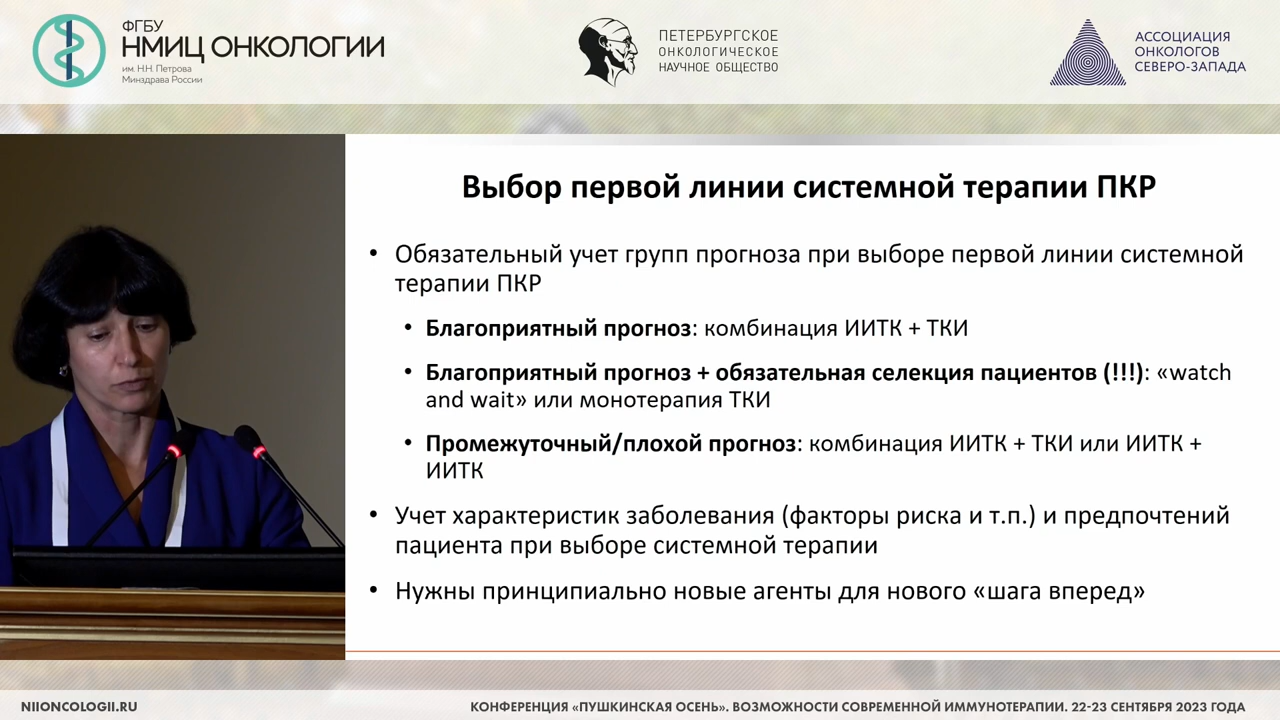 ФГБУ
НМИЦ ОНКОЛОГИИ
им. Н.Н. Петрова
Минздрава России
ПЕТЕРБУРГСКОЕ
ОНКОЛОГИЧЕСКОЕ
НАУЧНОЕ ОБЩЕСТВО
АССОЦИАЦИЯ
ОНКОЛОГОВ
СЕВЕРО-ЗАПАДА
Выбор первой линии системной терапии ПКР
• Обязательный учет групп прогноза при выборе первой линии системной
терапии ПКР
• Благоприятный прогноз: комбинация ИИТК + ТКИ
• Благоприятный прогноз + обязательная селекция пациентов (!!!): «watch
and wait» или монотерапия ТКИ
• Промежуточный/плохой прогноз: комбинация ИИТК + ТКИ или ИИТК +
ИИТК
• Учет характеристик заболевания (факторы риска и т.п.) и предпочтений
пациента при выборе системной терапии
• Нужны принципиально новые агенты для нового «шага вперед»
NIIONCOLOGII.RU
КОНФЕРЕНЦИЯ «ПУШКИНСКАЯ ОСЕНЬ». ВОЗМОЖНОСТИ СОВРЕМЕННОЙ ИММУНОТЕРАПИИ. 22-23 СЕНТЯБРЯ 2023 ГОДА